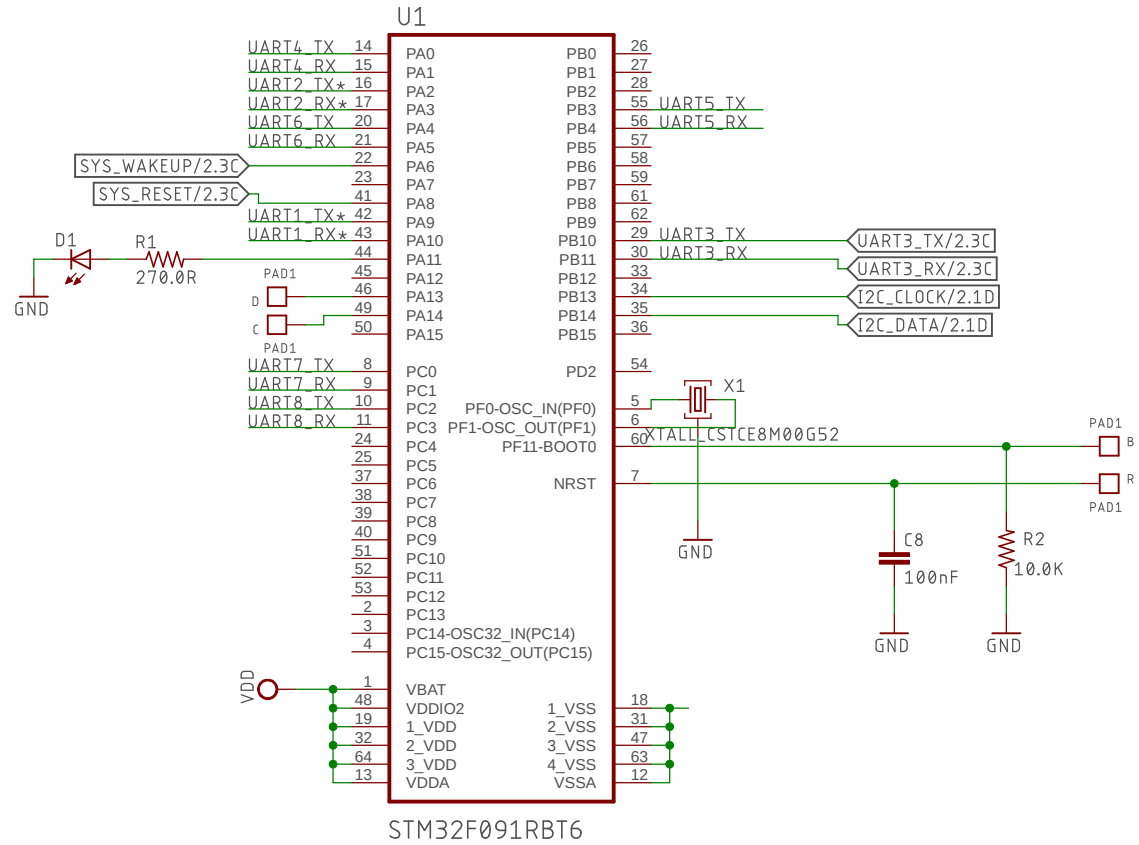 U1
UART4_TX 14 PA0 PB0 26
UART4_RX 15 PA1 PB1 27
UART2_TX* 16 PA2 PB2 28
UART2_RX* 17 PA3 PB3 55 UART5_TX
UART6_TX 20 PA4 PB4 56 UART5_RX
UART6_RX 21 PA5 PB5 57
SYS_WAKEUP/2.3C 22 PA6 PB6 58
23 PA7 PB7 59
SYS_RESET/2.3C 41 PA8 PB8 61
UART1_TX* 42 PA9 PB9 62
UART1_RX* 43 PA10 PB10 29 UART3_TX UART3_TX/2.3C
D1 R1 44 PA11 PB11 30 UART3_RX UART3_RX/2.3C
270.0R 45 PA12 PB12 33
GND
PAD1
D 46 PA13 PB13 34 I2C_CLOCK/2.1D
C 49 PA14 PB14 35 I2C_DATA/2.1D
PAD1
50 PA15 PB15 36
UART7_TX 8 PC0 PD2 54
UART7_RX 9 PC1
X1
UART8_TX 10 PC2 PF0-OSC_IN(PF0) 5
UART8_RX 11 PC3 PF1-OSC_OUT(PF1) 6
XTALL_CSTCE8M00G52
PAD1
24 PC4 PF11-BOOT0 60 B
25 PC5
37 PC6 NRST 7 R
PAD1
38 PC7
39 PC8
40 PC9
GND
C8
100nF
GND
R2
10.0K
GND
51 PC10
52 PC11
53 PC12
2 PC13
3 PC14-OSC32_IN(PC14)
4 PC15-OSC32_OUT(PC15)
VDD
1 VBAT
48 VDDIO2 1_VSS 18
19 1_VDD 2_VSS 31
32 2_VDD 3_VSS 47
64 3_VDD 4_VSS 63
13 VDDA VSSA 12
STM32F091RBT6